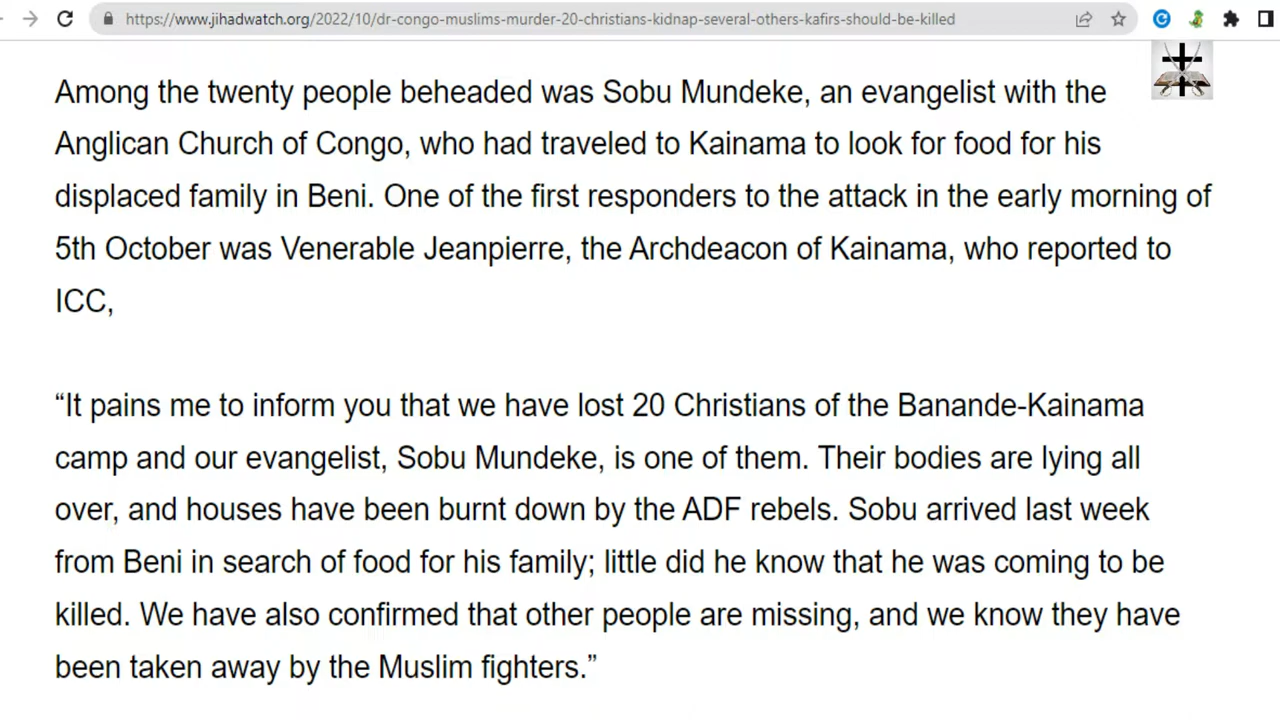 https://www.jihadwatch.org/2022/10/dr-congo-muslims-murder-20-christians-kidnap-several-others-kafirs-should-be-killed
Among the twenty people beheaded was Sobu Mundeke, an evangelist with the
Anglican Church of Congo, who had traveled to Kainama to look for food for his
displaced family in Beni. One of the first responders to the attack in the early morning of
5th October was Venerable Jeanpierre, the Archdeacon of Kainama, who reported to
ICC,
“It pains me to inform you that we have lost 20 Christians of the Banande-Kainama
camp and our evangelist, Sobu Mundeke, is one of them. Their bodies are lying all
over, and houses have been burnt down by the ADF rebels. Sobu arrived last week
from Beni in search of food for his family; little did he know that he was coming to be
killed. We have also confirmed that other people are missing, and we know they have
been taken away by the Muslim fighters.”